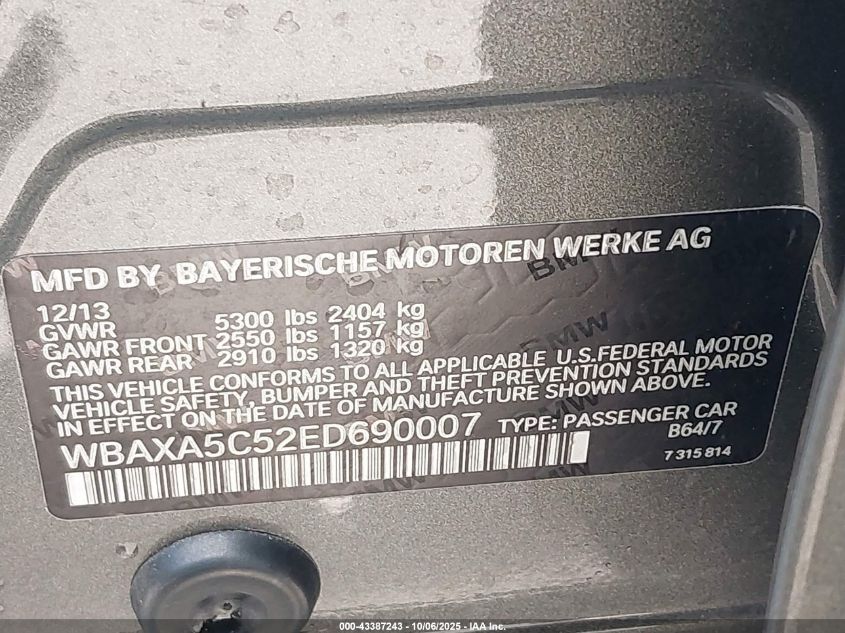 MFD BY BAYERISCHE MOTOREN WERKE AG
12/13
GVWR 5300 lbs 2404 kg
GAWR FRONT 2550 lbs 1157 kg
GAWR REAR 2910 lbs 1320 kg
THIS VEHICLE CONFORMS TO ALL APPLICABLE U.S.FEDERAL MOTOR
VEHICLE SAFETY, BUMPER AND THEFT PREVENTION STANDARDS
IN EFFECT ON THE DATE OF MANUFACTURE SHOWN ABOVE.
WBAXA5C52ED690007 TYPE: PASSENGER CAR
B64/7
7 315 814
BMW
BMW
000-43387243 - 10/06/2025 - IAA Inc.